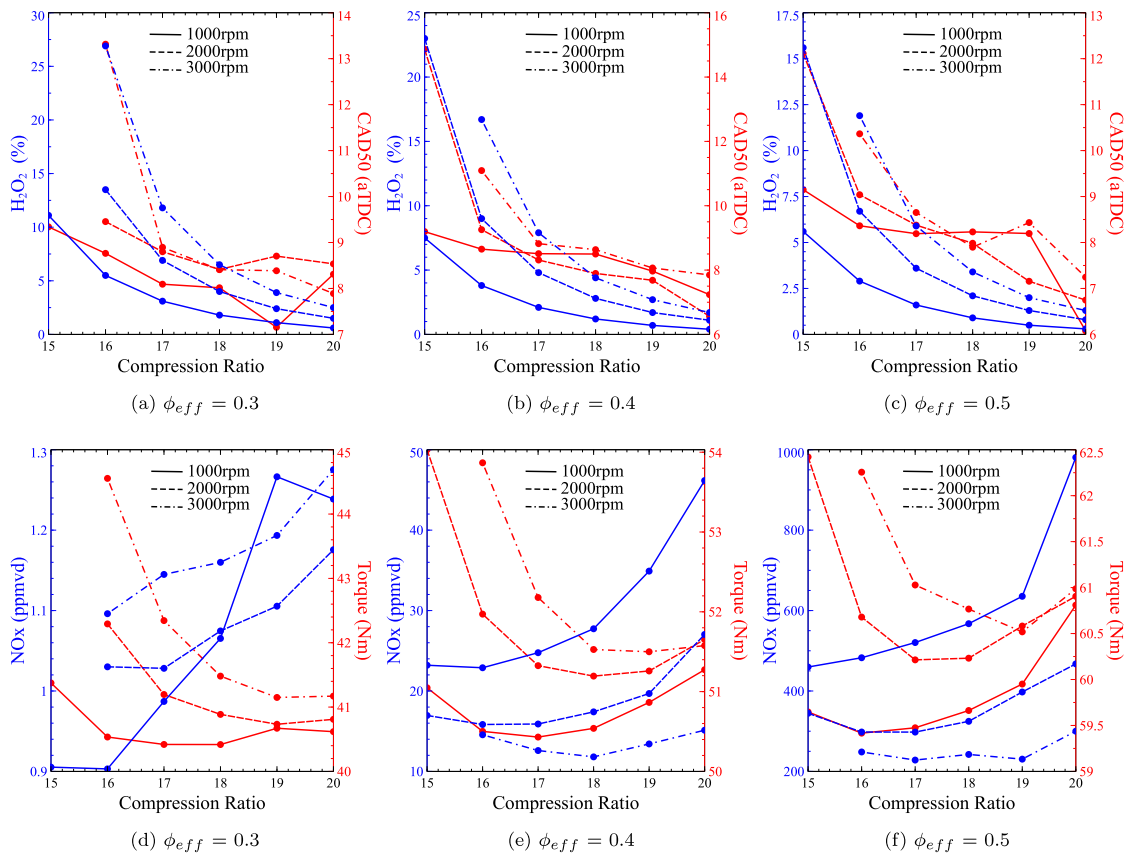 30
25
20
15
10
5
0
H₂O₂ (%)
14
13
12
11
10
9
8
7
CAD50 (aTDC)
1000rpm
2000rpm
3000rpm
15 16 17 18 19 20
Compression Ratio
(a) ϕeff = 0.3
25
20
15
10
5
0
H₂O₂ (%)
16
14
12
10
8
6
CAD50 (aTDC)
1000rpm
2000rpm
3000rpm
15 16 17 18 19 20
Compression Ratio
(b) ϕeff = 0.4
17.5
15
12.5
10
7.5
5
2.5
0
H₂O₂ (%)
13
12
11
10
9
8
7
6
CAD50 (aTDC)
1000rpm
2000rpm
3000rpm
15 16 17 18 19 20
Compression Ratio
(c) ϕeff = 0.5
1.3
1.2
1.1
1
0.9
NOx (ppmvd)
45
44
43
42
41
40
Torque (Nm)
1000rpm
2000rpm
3000rpm
15 16 17 18 19 20
Compression Ratio
(d) ϕeff = 0.3
50
40
30
20
10
NOx (ppmvd)
54
53
52
51
50
Torque (Nm)
1000rpm
2000rpm
3000rpm
15 16 17 18 19 20
Compression Ratio
(e) ϕeff = 0.4
1000
800
600
400
200
NOx (ppmvd)
62.5
62
61.5
61
60.5
60
59.5
59
Torque (Nm)
1000rpm
2000rpm
3000rpm
15 16 17 18 19 20
Compression Ratio
(f) ϕeff = 0.5